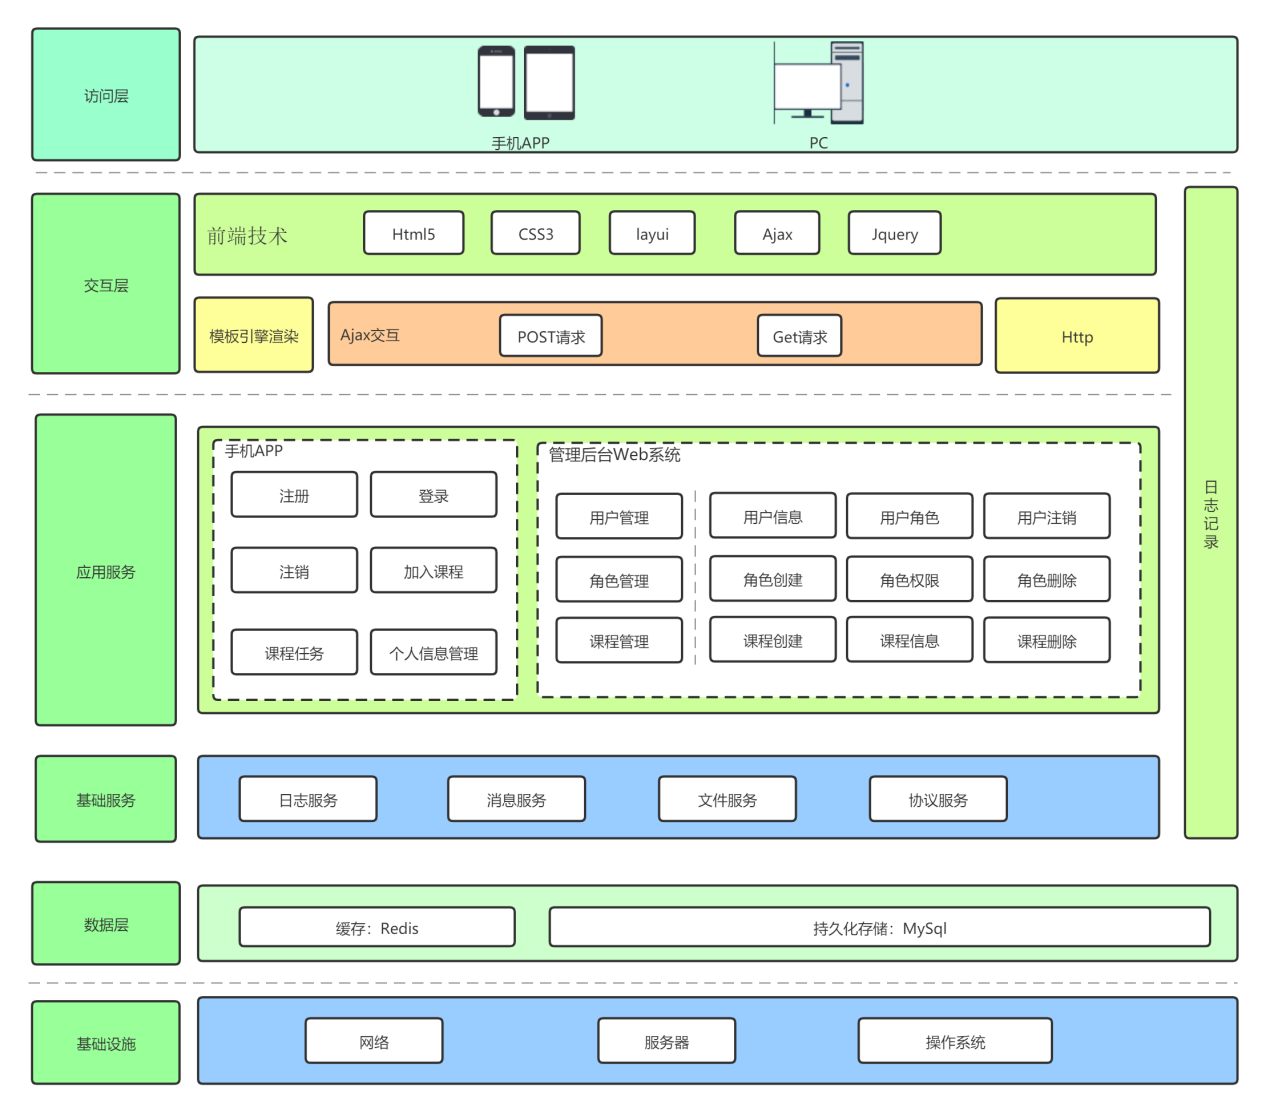 访问层
手机APP
PC
交互层
前端技术
Html5
CSS3
layui
Ajax
Jquery
模板引擎渲染
Ajax交互
POST请求
Get请求
Http
日志记录
应用服务
手机APP
注册
登录
注销
加入课程
课程任务
个人信息管理
管理后台Web系统
用户管理
用户信息
用户角色
用户注销
角色管理
角色创建
角色权限
角色删除
课程管理
课程创建
课程信息
课程删除
基础服务
日志服务
消息服务
文件服务
协议服务
数据层
缓存：Redis
持久化存储：MySql
基础设施
网络
服务器
操作系统